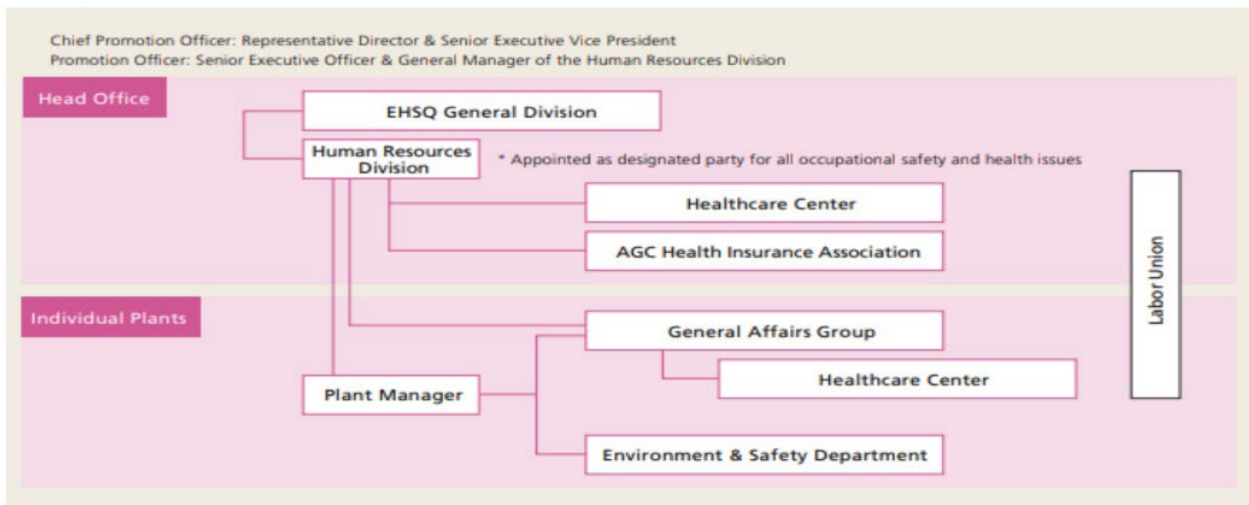 Chief Promotion Officer: Representative Director & Senior Executive Vice President
Promotion Officer: Senior Executive Officer & General Manager of the Human Resources Division
Head Office
EHSQ General Division
Human Resources
Division
* Appointed as designated party for all occupational safety and health issues
Healthcare Center
AGC Health Insurance Association
Labor Union
Individual Plants
General Affairs Group
Healthcare Center
Plant Manager
Environment & Safety Department